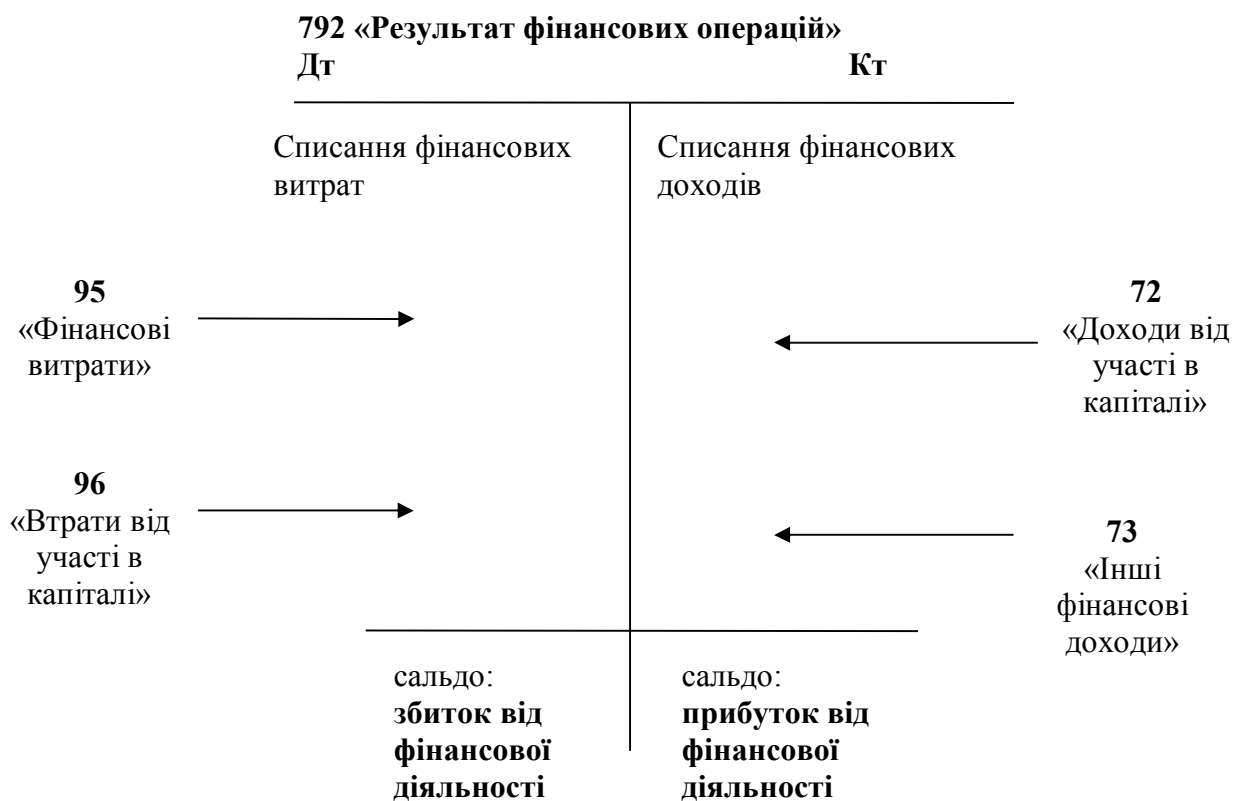 792 «Результат фінансових операцій»
Дт Кт
Списання фінансових
витрат
Списання фінансових
доходів
95
«Фінансові
витрати»
72
«Доходи від
участі в
капіталі»
96
«Втрати від
участі в
капіталі»
73
«Інші
фінансові
доходи»
сальдо:
збиток від
фінансової
діяльності
сальдо:
прибуток від
фінансової
діяльності